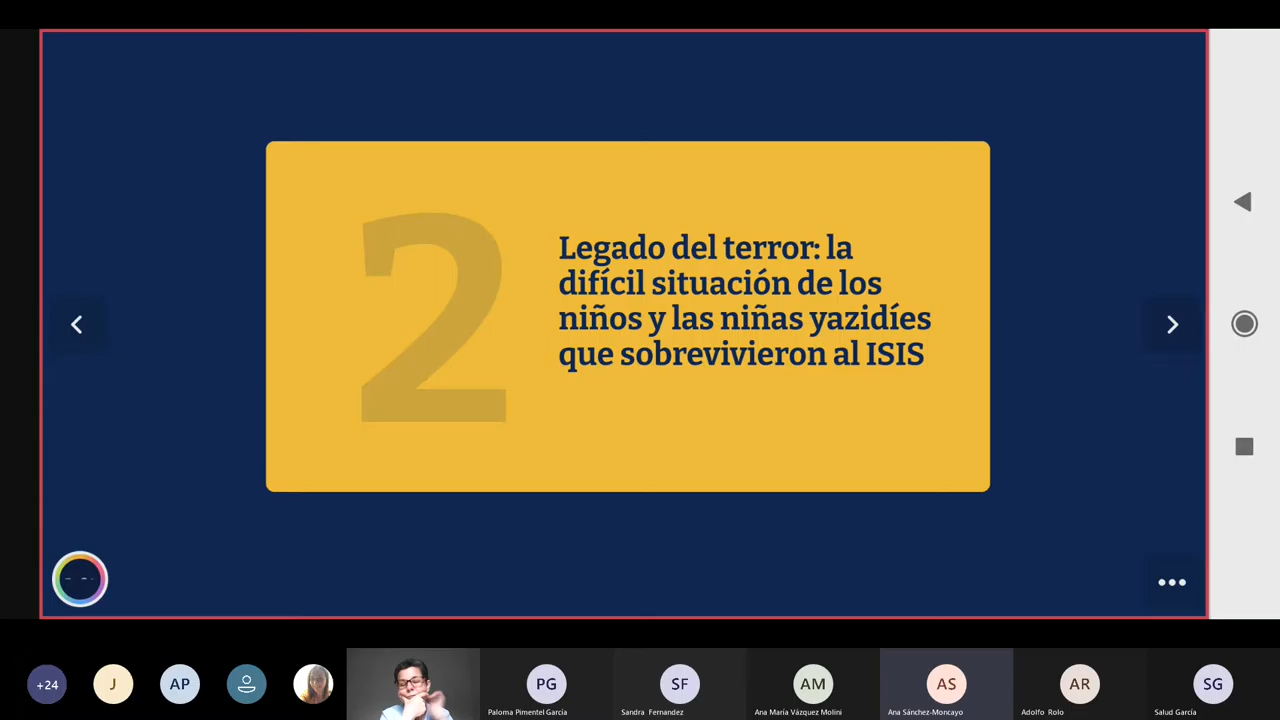 2
Legado del terror: la
difícil situación de los
niños y las niñas yazidíes
que sobrevivieron al ISIS
+24
J
AP
PG
SF
AM
AS
AR
SG
Paloma Pimentel García
Sandra Fernandez
Ana María Vázquez Molini
Ana Sánchez-Moncayo
Adolfo Rolo
Salud García